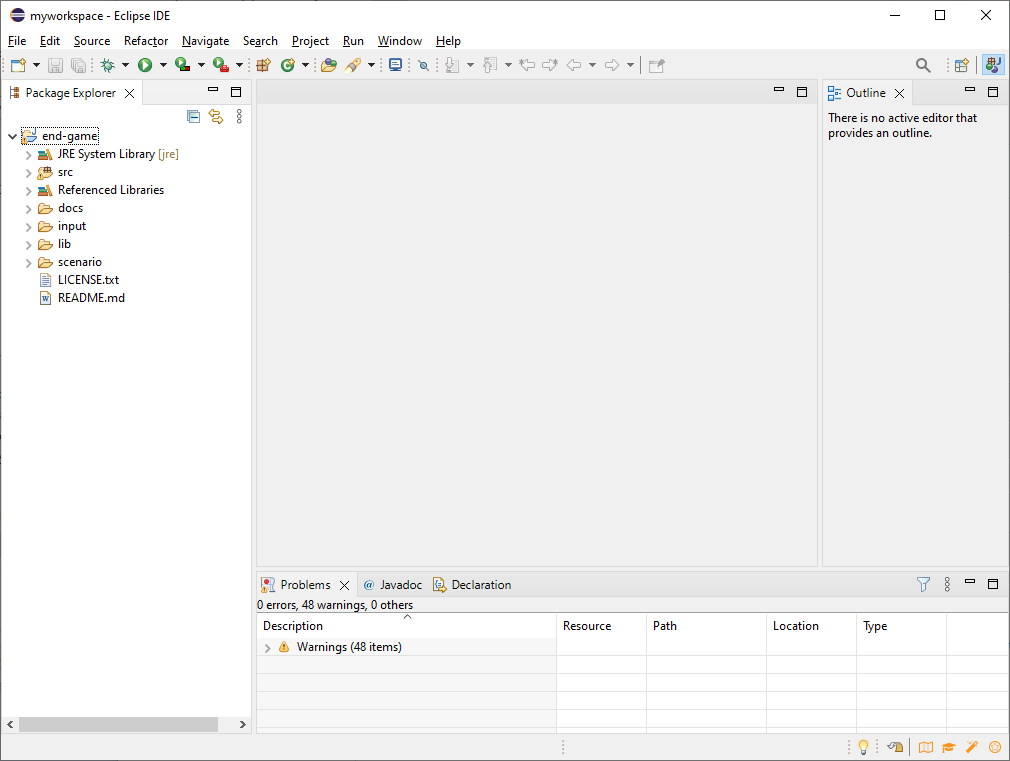 myworkspace - Eclipse IDE
File Edit Source Refactor Navigate Search Project Run Window Help
Package Explorer
end-game
JRE System Library [jre]
src
Referenced Libraries
docs
input
lib
scenario
LICENSE.txt
README.md
Outline
There is no active editor that
provides an outline.
Problems @ Javadoc Declaration
0 errors, 48 warnings, 0 others
Description Resource Path Location Type
Warnings (48 items)